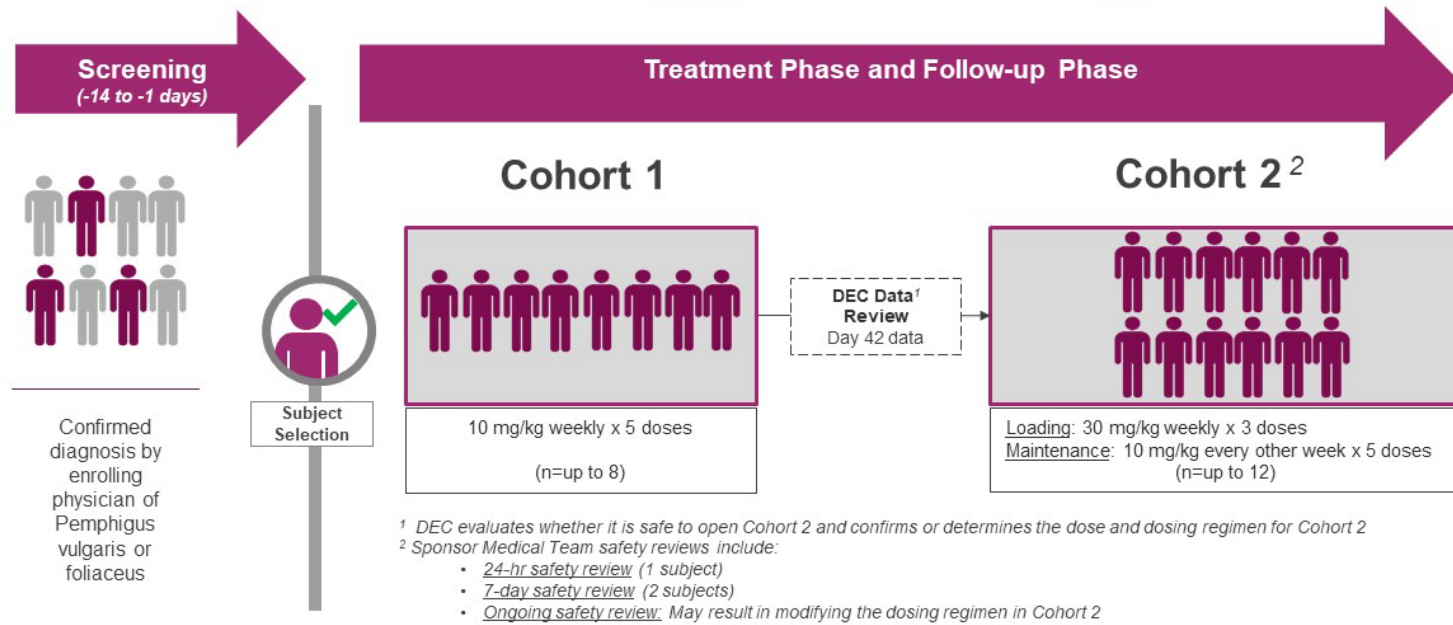 Screening
(-14 to -1 days)
Treatment Phase and Follow-up Phase
Confirmed
diagnosis by
enrolling
physician of
Pemphigus
vulgaris or
foliaceus
Subject
Selection
Cohort 1
10 mg/kg weekly x 5 doses
(n=up to 8)
DEC Data¹
Review
Day 42 data
Cohort 2 ²
Loading: 30 mg/kg weekly x 3 doses
Maintenance: 10 mg/kg every other week x 5 doses
(n=up to 12)
¹ DEC evaluates whether it is safe to open Cohort 2 and confirms or determines the dose and dosing regimen for Cohort 2
² Sponsor Medical Team safety reviews include:
• 24-hr safety review (1 subject)
• 7-day safety review (2 subjects)
• Ongoing safety review: May result in modifying the dosing regimen in Cohort 2